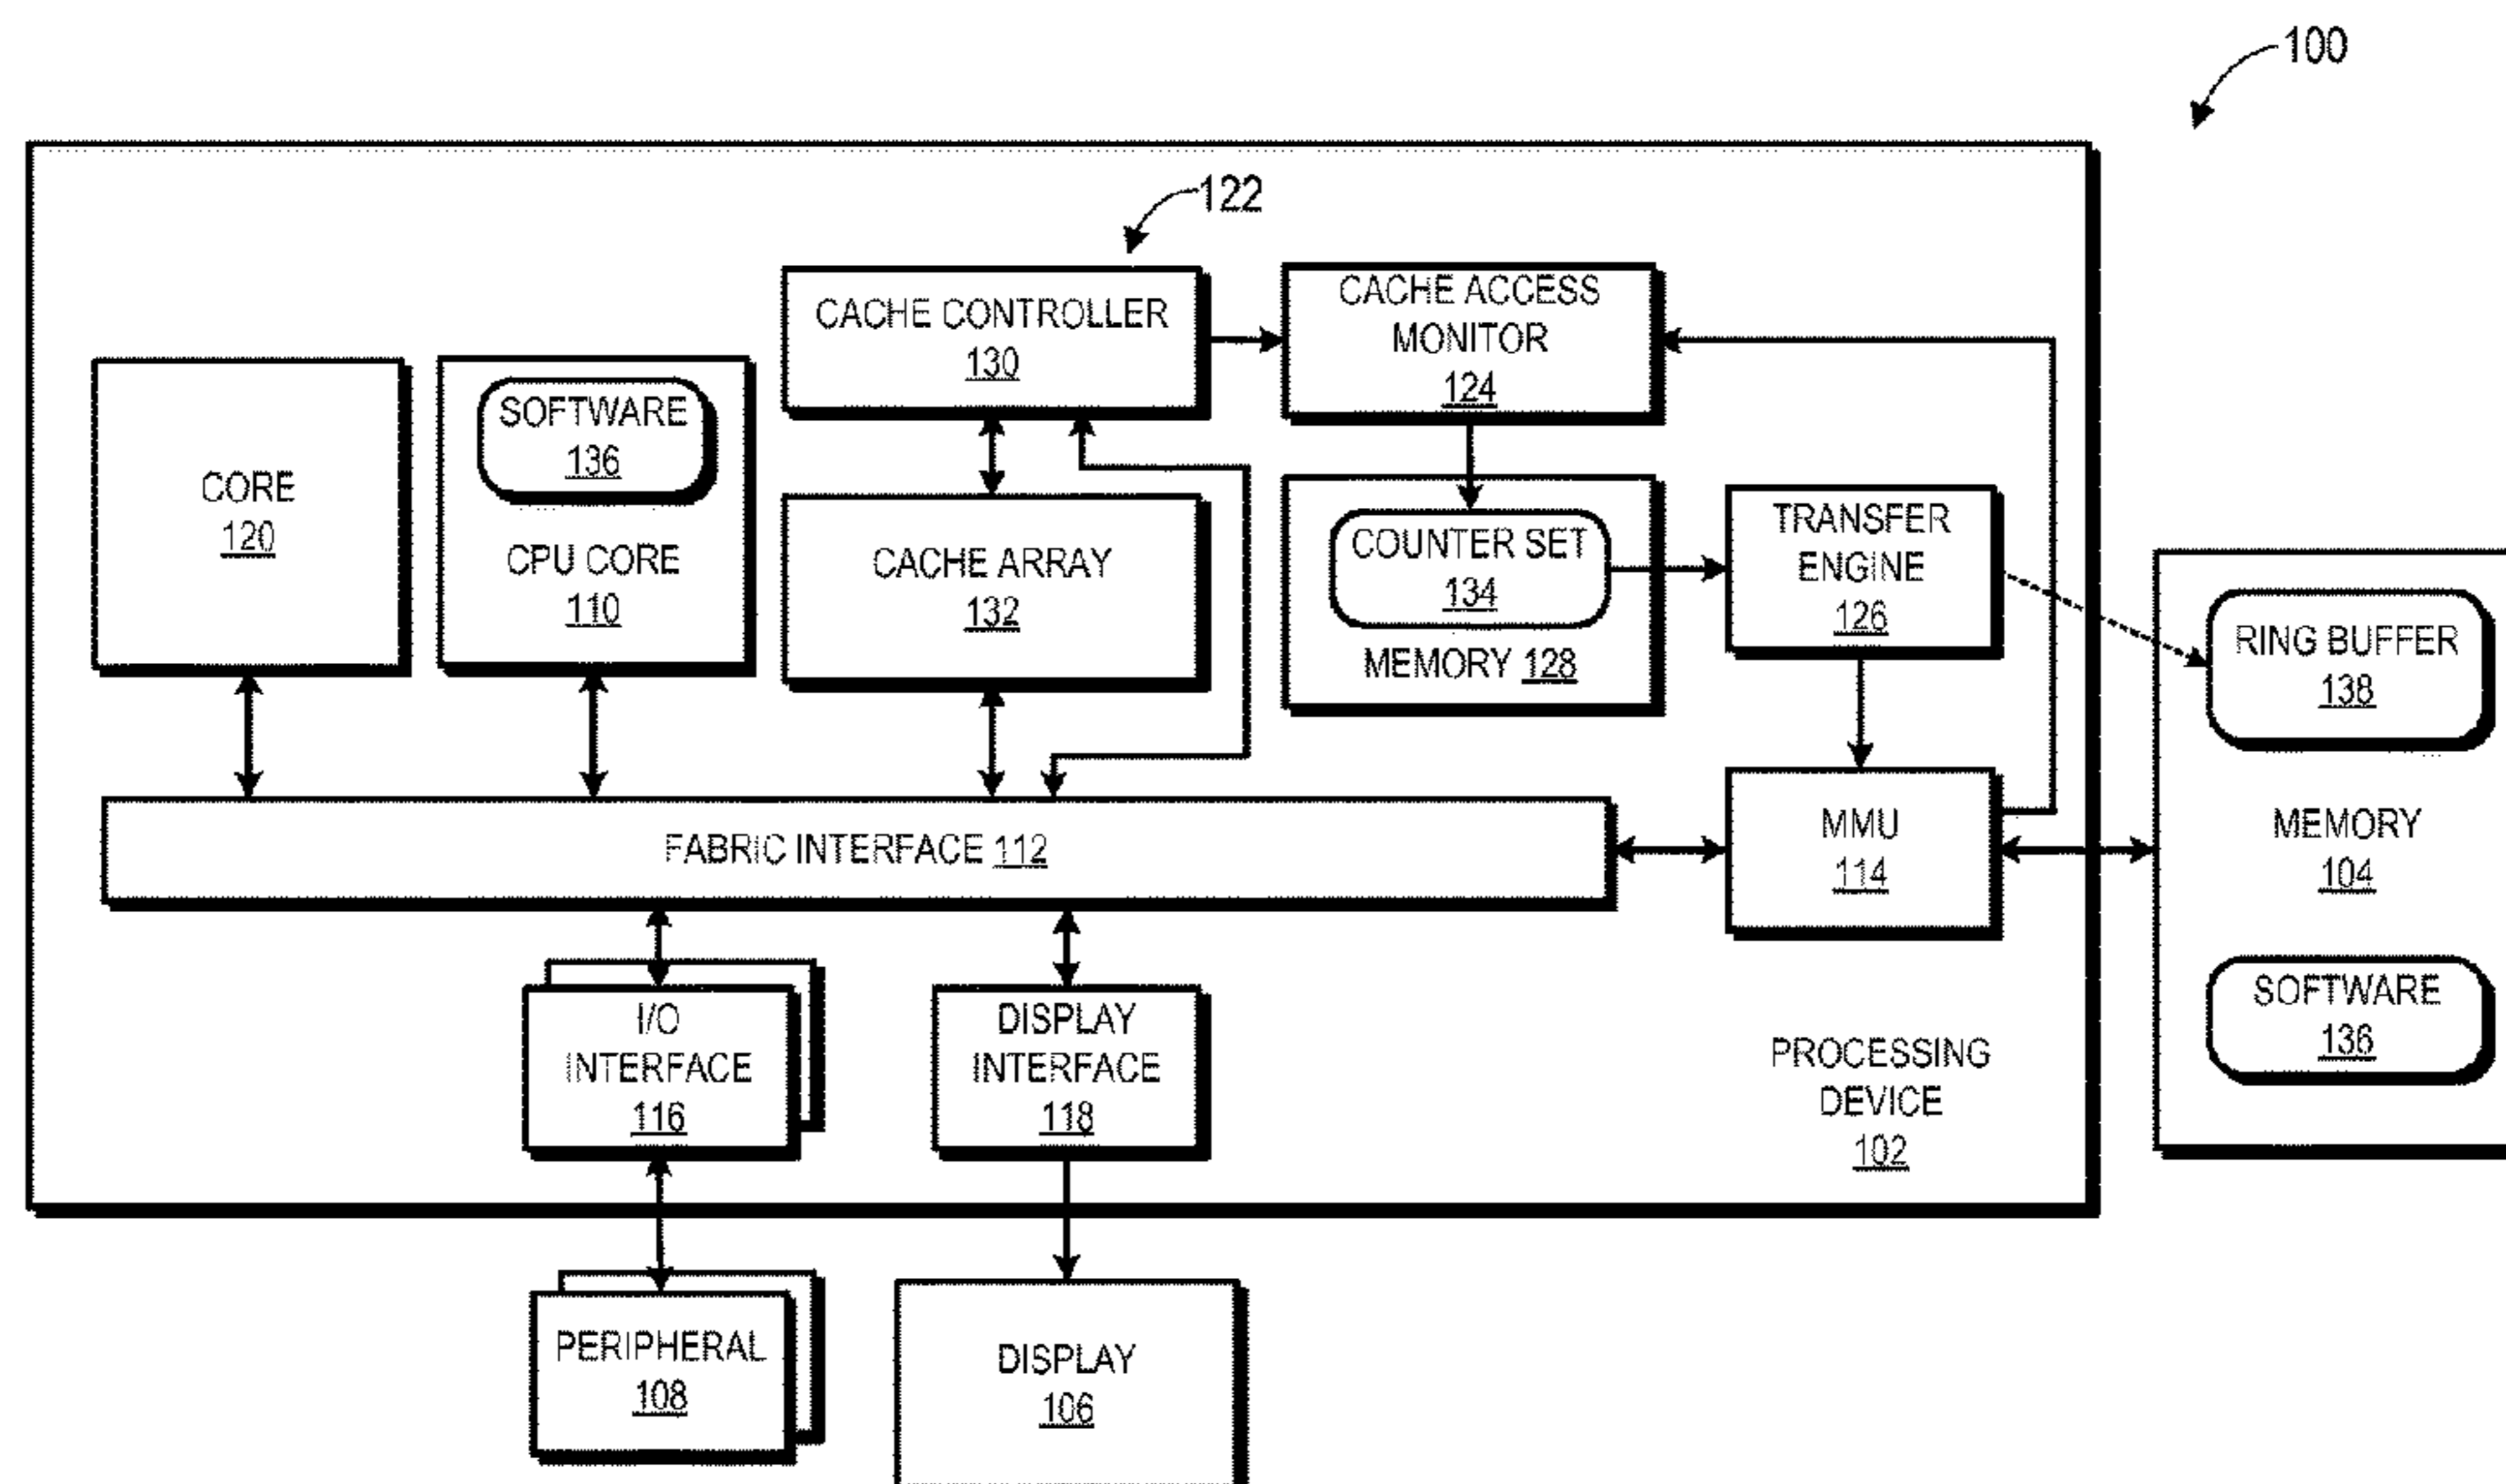 100
122
CACHE CONTROLLER
130
CACHE ACCESS
MONITOR
124
CORE
120
SOFTWARE
136
CPU CORE
110
CACHE ARRAY
132
COUNTER SET
134
MEMORY 128
TRANSFER
ENGINE
126
RING BUFFER
138
MEMORY
104
SOFTWARE
136
FABRIC INTERFACE 112
MMU
114
I/O
INTERFACE
116
DISPLAY
INTERFACE
118
PROCESSING
DEVICE
102
PERIPHERAL
108
DISPLAY
106